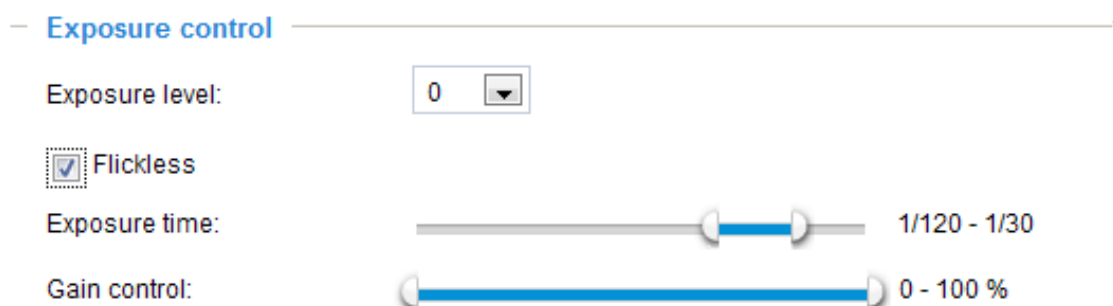 Exposure control
Exposure level: 0
Flickless
Exposure time: 1/120 - 1/30
Gain control: 0 - 100 %